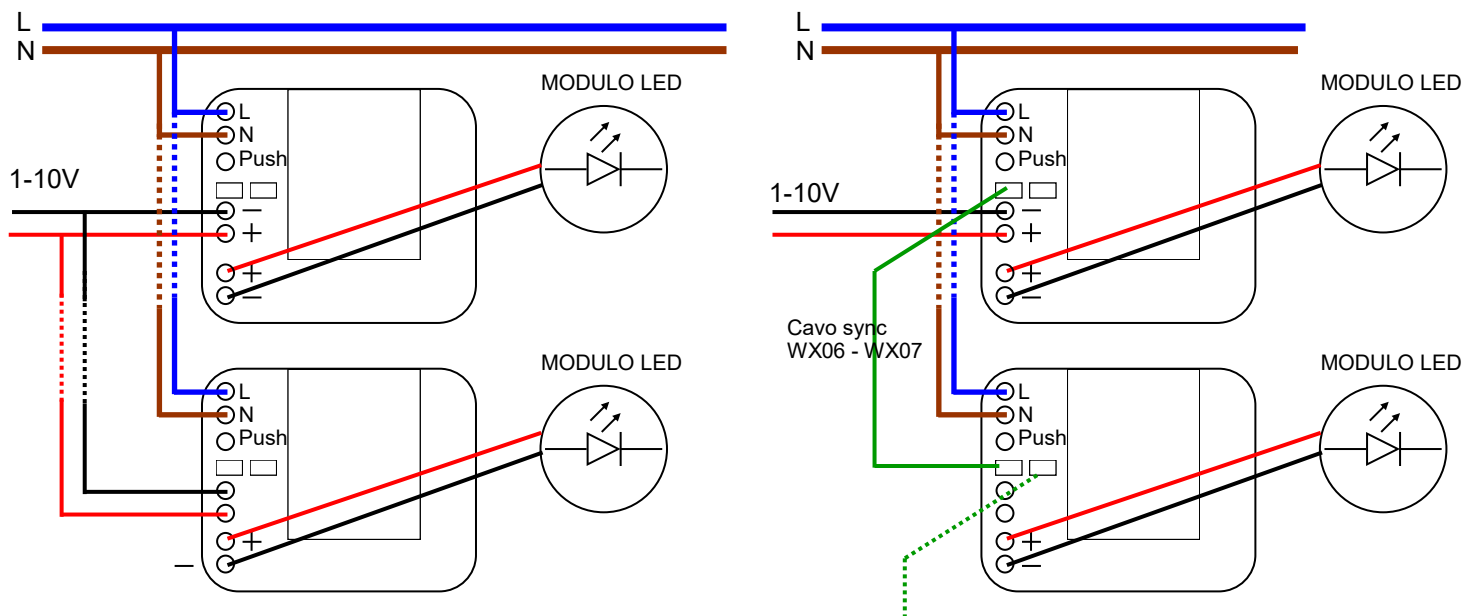 L
N
MODULO LED
L
N
Push
1-10V
−
+
+
−
MODULO LED
L
N
Push
+
−
L
N
MODULO LED
L
N
Push
1-10V
−
+
+
−
Cavo sync
WX06 - WX07
MODULO LED
L
N
Push
+
−